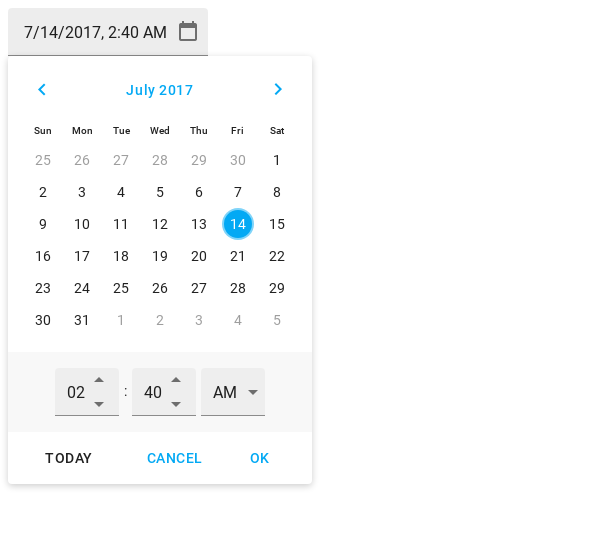 7/14/2017, 2:40 AM
July 2017
Sun Mon Tue Wed Thu Fri Sat
25 26 27 28 29 30 1
2 3 4 5 6 7 8
9 10 11 12 13 14 15
16 17 18 19 20 21 22
23 24 25 26 27 28 29
30 31 1 2 3 4 5
02 : 40 AM
TODAY CANCEL OK